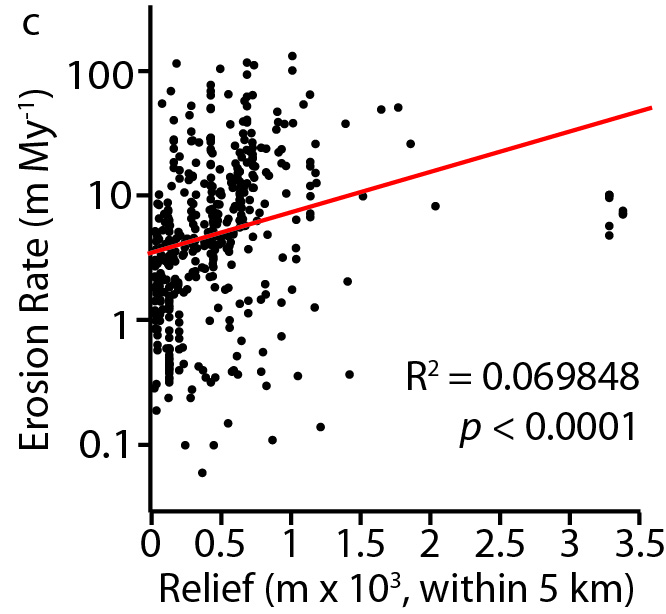 c
Erosion Rate (m My⁻¹)
100
10
1
0.1
R² = 0.069848
p < 0.0001
0 0.5 1 1.5 2 2.5 3 3.5
Relief (m x 10³, within 5 km)